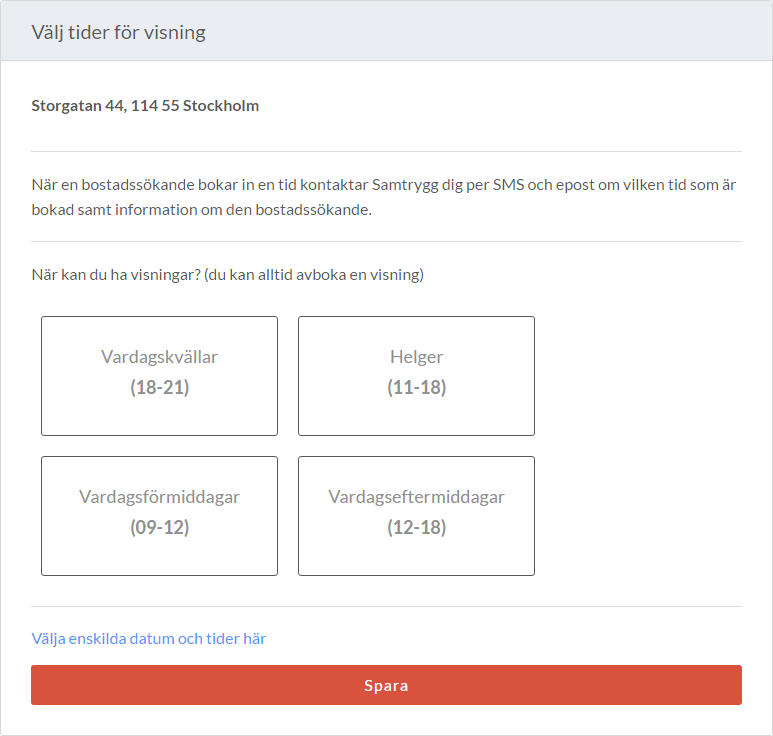 Välj tider för visning
Storgatan 44, 114 55 Stockholm
När en bostadssökande bokar in en tid kontaktar Samtrygg dig per SMS och epost om vilken tid som är
bokad samt information om den bostadssökande.
När kan du ha visningar? (du kan alltid avboka en visning)
Vardagskvällar
(18-21)
Helger
(11-18)
Vardagsförmiddagar
(09-12)
Vardagseftermiddagar
(12-18)
Välja enskilda datum och tider här
Spara